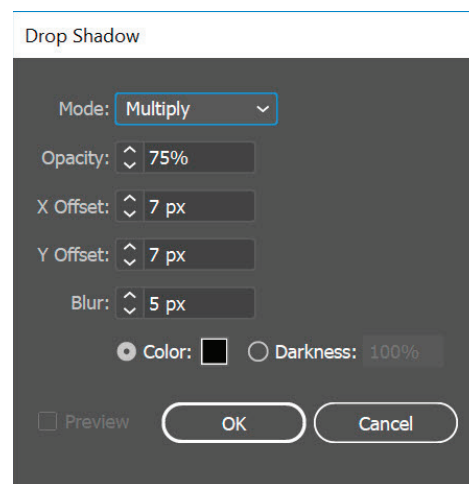 Drop Shadow
Mode: Multiply
Opacity: 75%
X Offset: 7 px
Y Offset: 7 px
Blur: 5 px
Color: Darkness: 100%
Preview OK Cancel